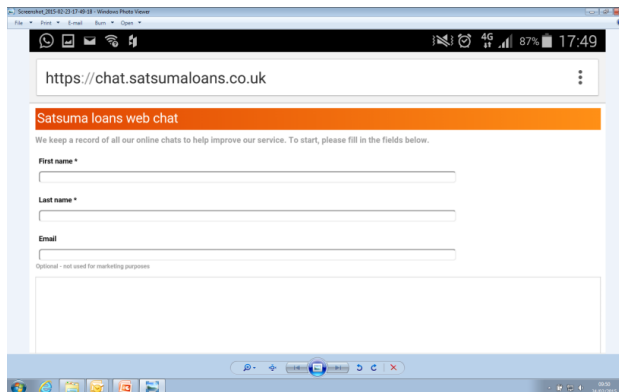 Screenshot_2015-02-23-17-49-18 - Windows Photo Viewer
File Print E-mail Burn Open
4G 87% 17:49
https://chat.satsumaloans.co.uk
Satsuma loans web chat
We keep a record of all our online chats to help improve our service. To start, please fill in the fields below.
First name *
Last name *
Email
Optional - not used for marketing purposes